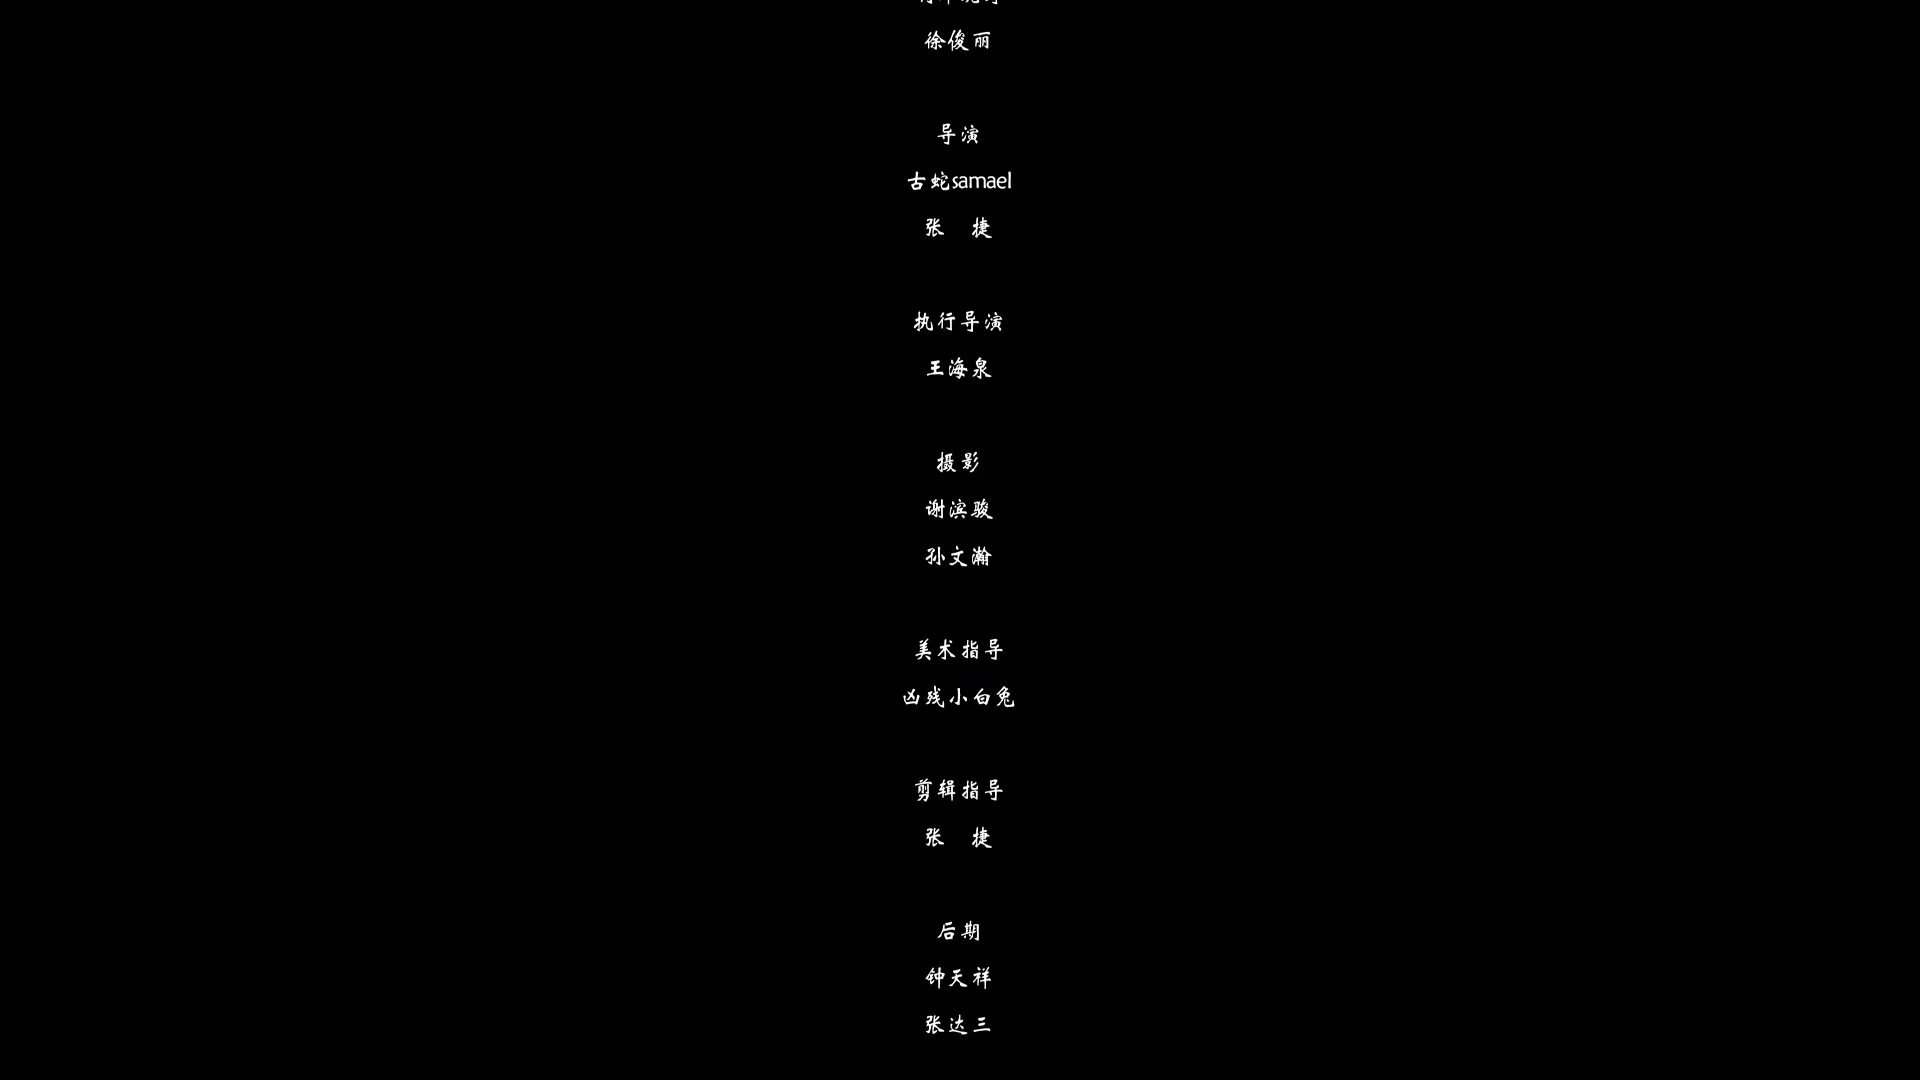 徐俊丽
导演
古蛇samael
张 捷
执行导演
王海泉
摄影
谢滨骏
孙文瀚
美术指导
凶残小白兔
剪辑指导
张 捷
后期
钟天祥
张达三